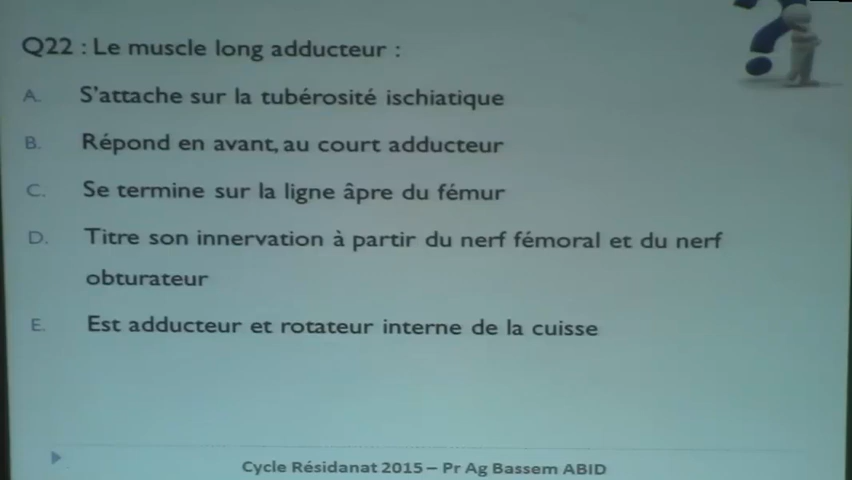 Q22 : Le muscle long adducteur :
A. S'attache sur la tubérosité ischiatique
B. Répond en avant, au court adducteur
C. Se termine sur la ligne âpre du fémur
D. Titre son innervation à partir du nerf fémoral et du nerf
obturateur
E. Est adducteur et rotateur interne de la cuisse
Cycle Résidanat 2015 – Pr Ag Bassem ABID